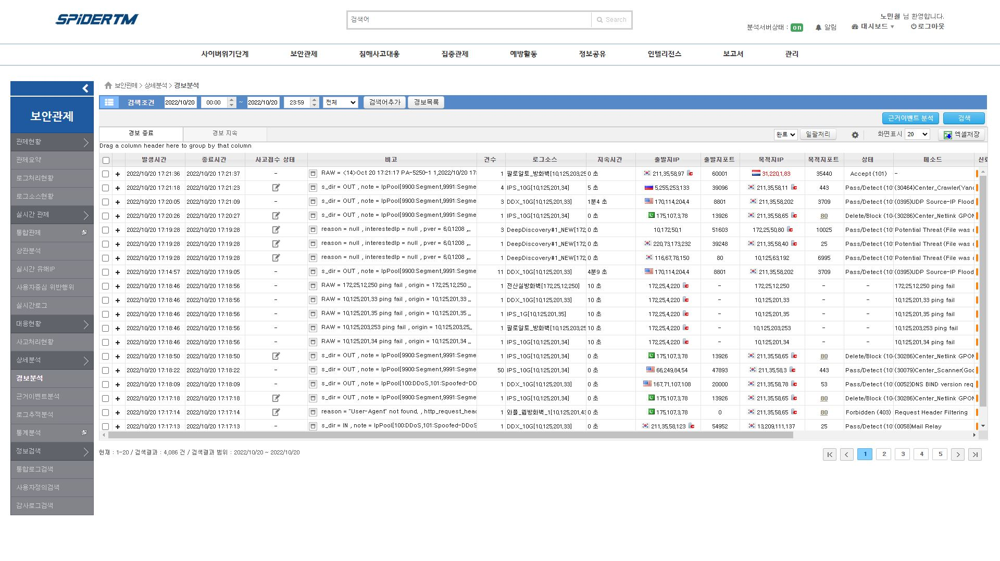 SPiDERTM
검색어
Search
노민철 님 환영합니다.
분석서버상태 : on
알림
대시보드 ▼
로그아웃
사이버위기단계 보안관제 침해사고대응 집중관제 예방활동 정보공유 인텔리전스 보고서 관리
보안관제
관제현황
관제요약
로그처리현황
로그소스현황
실시간 관제
통합관제
상관분석
실시간 유해IP
사용자중심 위반행위
실시간로그
대응현황
사고처리현황
상세분석
경보분석
근거이벤트분석
로그추적분석
통계분석
정보검색
통합로그검색
사용자정의검색
감사로그검색
보안관제 > 상세분석 > 경보분석
검색조건 2022/10/20 00:00 ~ 2022/10/20 23:59 전체 검색어추가 경보목록
근거이벤트 분석 검색
경보 종료 경보 지속 완료 일괄처리 화면표시 20 엑셀저장
Drag a column header here to group by that column
발생시간 종료시간 사고접수 상태 비고 건수 로그소스 지속시간 출발지IP 출발지포트 목적지IP 목적지포트 상태 메소드 신뢰
+ 2022/10/20 17:21:36 2022/10/20 17:21:37 - RAW = <14>Oct 20 17:21:17 PA-5250-1 1,2022/10/20 17: 1 팔로알토_방화벽[10,125,203,25 0 초 211,35,58,97 60001 31,220,1,83 35440 Accept (101) -
+ 2022/10/20 17:21:18 2022/10/20 17:21:23 s_dir = OUT , note = IpPool[9900:Segment,9991:Segme 4 IPS_10G[10,125,201,34] 5 초 5,255,253,133 39096 211,35,58,11 443 Pass/Detect (10 (30464)Center_Crawler(Yand
+ 2022/10/20 17:20:05 2022/10/20 17:21:09 - s_dir = OUT , note = IpPool[9900:Segment,9991:Segme 3 DDX_10G[10,125,201,33] 1분4 초 170,114,204,4 8801 211,35,58,202 3709 Pass/Detect (10 (0395)UDP Source-IP Flood
+ 2022/10/20 17:20:26 2022/10/20 17:20:27 s_dir = OUT , note = IpPool[9900:Segment,9991:Segme 1 IPS_10G[10,125,201,34] 0 초 175,107,3,78 13926 211,35,58,65 80 Delete/Block (10 (30286)Center_Netlink GPON
+ 2022/10/20 17:19:28 2022/10/20 17:19:28 reason = null , interestedIp = null , pver = 6,0,1208 ,... 3 DeepDiscovery#1_NEW[172, 0 초 10,172,50,1 51603 172,25,50,80 10025 Pass/Detect (10 Potential Threat (File was a
+ 2022/10/20 17:19:28 2022/10/20 17:19:28 reason = null , interestedIp = null , pver = 6,0,1208 ,... 1 DeepDiscovery#1_NEW[172, 0 초 220,73,173,232 39248 211,35,58,40 25 Pass/Detect (10 Potential Threat (File was a
+ 2022/10/20 17:19:28 2022/10/20 17:19:28 reason = null , interestedIp = null , pver = 6,0,1208 ,... 1 DeepDiscovery#1_NEW[172, 0 초 116,67,78,150 80 10,125,63,192 6995 Pass/Detect (10 Potential Threat (File was a
+ 2022/10/20 17:14:57 2022/10/20 17:19:05 - s_dir = OUT , note = IpPool[9900:Segment,9991:Segme 11 DDX_10G[10,125,201,33] 4분9 초 170,114,204,4 8801 211,35,58,202 3709 Pass/Detect (10 (0395)UDP Source-IP Flood
+ 2022/10/20 17:18:46 2022/10/20 17:18:56 - RAW = 172,25,12,250 ping fail , origin = 172,25,12,250 ... 1 전산실방화벽[172,25,12,250] 10 초 172,25,4,220 - 172,25,12,250 - - 172,25,12,250 ping fail
+ 2022/10/20 17:18:46 2022/10/20 17:18:56 - RAW = 10,125,201,33 ping fail , origin = 10,125,201,33 ... 1 DDX_10G[10,125,201,33] 10 초 172,25,4,220 - 10,125,201,33 - - 10,125,201,33 ping fail
+ 2022/10/20 17:18:46 2022/10/20 17:18:56 - RAW = 10,125,201,35 ping fail , origin = 10,125,201,35 ... 1 IPS_1G[10,125,201,35] 10 초 172,25,4,220 - 10,125,201,35 - - 10,125,201,35 ping fail
+ 2022/10/20 17:18:46 2022/10/20 17:18:56 - RAW = 10,125,203,253 ping fail , origin = 10,125,203,25... 1 팔로알토_방화벽[10,125,203,25 10 초 172,25,4,220 - 10,125,203,253 - - 10,125,203,253 ping fail
+ 2022/10/20 17:18:46 2022/10/20 17:18:56 - RAW = 10,125,201,34 ping fail , origin = 10,125,201,34 ... 1 IPS_10G[10,125,201,34] 10 초 172,25,4,220 - 10,125,201,34 - - 10,125,201,34 ping fail
+ 2022/10/20 17:18:50 2022/10/20 17:18:50 s_dir = OUT , note = IpPool[9900:Segment,9991:Segme 1 IPS_10G[10,125,201,34] 0 초 175,107,3,78 13926 211,35,58,65 80 Delete/Block (10 (30286)Center_Netlink GPON
+ 2022/10/20 17:18:22 2022/10/20 17:18:22 - s_dir = OUT , note = IpPool[9900:Segment,9991:Segme 50 IPS_10G[10,125,201,34] 0 초 66,249,84,54 47893 211,35,58,3 443 Pass/Detect (10 (30079)Center_Scanner(Goo
+ 2022/10/20 17:18:09 2022/10/20 17:18:09 - s_dir = OUT , note = IpPool[100:DDoS,101:Spoofed-DD 1 DDX_10G[10,125,201,33] 0 초 167,71,107,108 20000 211,35,58,78 53 Pass/Detect (10 (0052)DNS BIND version req
+ 2022/10/20 17:17:18 2022/10/20 17:17:18 s_dir = OUT , note = IpPool[9900:Segment,9991:Segme 1 IPS_10G[10,125,201,34] 0 초 175,107,3,78 13926 211,35,58,65 80 Delete/Block (10 (30286)Center_Netlink GPON
+ 2022/10/20 17:17:14 2022/10/20 17:17:14 reason = "User-Agent" not found, , http_request_heac 1 와플_웹방화벽_1[10,125,201,43 0 초 175,107,3,78 0 211,35,58,65 80 Forbidden (403) Request Header Filtering
+ 2022/10/20 17:17:13 2022/10/20 17:17:13 - s_dir = IN , note = IpPool[100:DDoS,101:Spoofed-DDoS 1 DDX_10G[10,125,201,33] 0 초 211,35,58,123 54952 13,209,111,137 25 Pass/Detect (10 (0058)Mail Relay
현재 : 1-20 / 검색결과 : 4,086 건 / 검색결과 범위 : 2022/10/20 ~ 2022/10/20
1 2 3 4 5